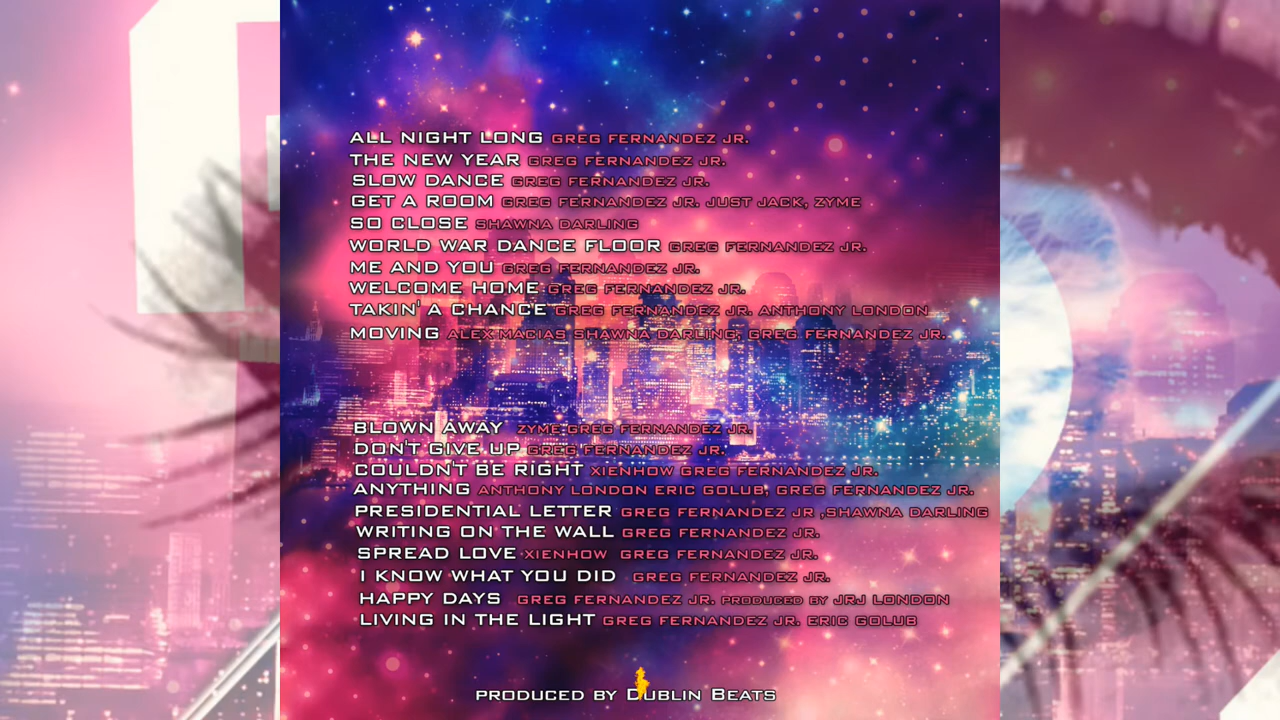 ALL NIGHT LONG GREG FERNANDEZ JR.
THE NEW YEAR GREG FERNANDEZ JR.
SLOW DANCE GREG FERNANDEZ JR.
GET A ROOM GREG FERNANDEZ JR. JUST JACK, ZYME
SO CLOSE SHAWNA DARLING
WORLD WAR DANCE FLOOR GREG FERNANDEZ JR.
ME AND YOU GREG FERNANDEZ JR.
WELCOME HOME GREG FERNANDEZ JR.
TAKIN' A CHANCE GREG FERNANDEZ JR. ANTHONY LONDON
MOVING ALEX MACIAS SHAWNA DARLING, GREG FERNANDEZ JR.
BLOWN AWAY ZYME GREG FERNANDEZ JR.
DON'T GIVE UP GREG FERNANDEZ JR.
COULDN'T BE RIGHT XIENHOW GREG FERNANDEZ JR.
ANYTHING ANTHONY LONDON ERIC GOLUB, GREG FERNANDEZ JR.
PRESIDENTIAL LETTER GREG FERNANDEZ JR ,SHAWNA DARLING
WRITING ON THE WALL GREG FERNANDEZ JR.
SPREAD LOVE XIENHOW GREG FERNANDEZ JR.
I KNOW WHAT YOU DID GREG FERNANDEZ JR.
HAPPY DAYS GREG FERNANDEZ JR. PRODUCED BY JRJ LONDON
LIVING IN THE LIGHT GREG FERNANDEZ JR. ERIC GOLUB
PRODUCED BY DUBLIN BEATS